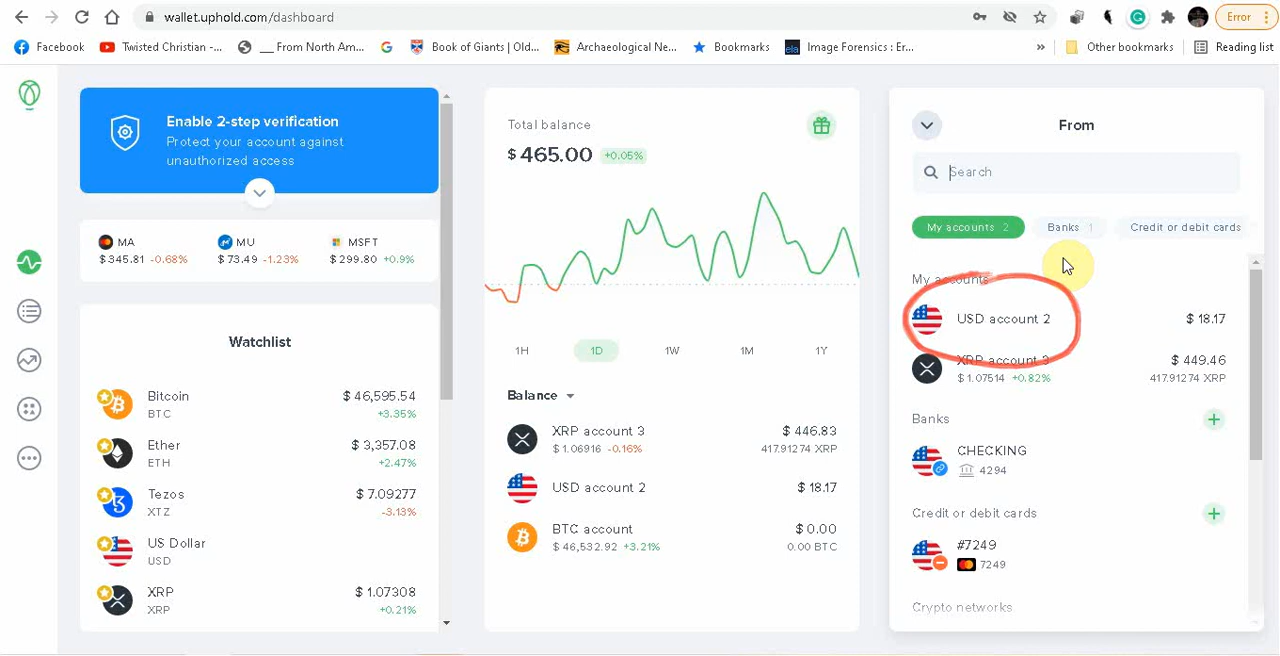 wallet.uphold.com/dashboard
Error
Facebook
Twisted Christian -...
__ From North Am...
Book of Giants | Old...
Archaeological Ne...
Bookmarks
Image Forensics : Er...
»
Other bookmarks
Reading list
Enable 2-step verification
Protect your account against
unauthorized access
MA
$ 345.81 -0.68%
MU
$ 73.49 -1.23%
MSFT
$ 299.80 +0.9%
Watchlist
Bitcoin
BTC
$ 46,595.54
+3.35%
Ether
ETH
$ 3,357.08
+2.47%
Tezos
XTZ
$ 7.09277
-3.13%
US Dollar
USD
XRP
XRP
$ 1.07308
+0.21%
Total balance
$ 465.00 +0.05%
1H 1D 1W 1M 1Y
Balance
XRP account 3
$ 1.06916 -0.16%
$ 446.83
417.91274 XRP
USD account 2
$ 18.17
BTC account
$ 46,532.92 +3.21%
$ 0.00
0.00 BTC
From
Search
My accounts 2
Banks 1
Credit or debit cards
My accounts
USD account 2
$ 18.17
XRP account 3
$ 1.07514 +0.82%
$ 449.46
417.91274 XRP
Banks
CHECKING
4294
Credit or debit cards
#7249
7249
Crypto networks